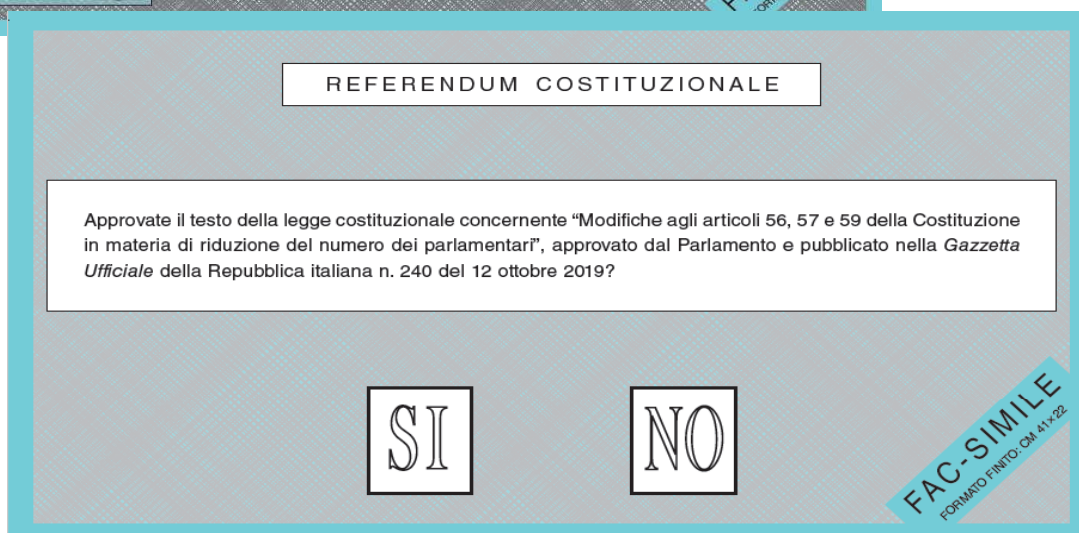 REFERENDUM COSTITUZIONALE
Approvate il testo della legge costituzionale concernente “Modifiche agli articoli 56, 57 e 59 della Costituzione
in materia di riduzione del numero dei parlamentari”, approvato dal Parlamento e pubblicato nella Gazzetta
Ufficiale della Repubblica italiana n. 240 del 12 ottobre 2019?
SI
NO
FAC-SIMILE
FORMATO FINITO: CM 41×22